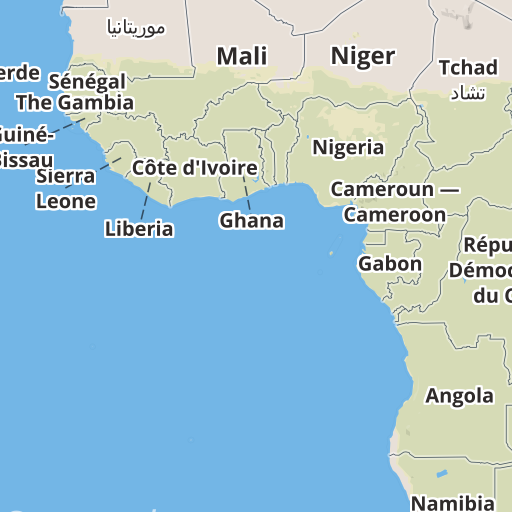 موريتانيا
Mali
Niger
Tchad
تشاد
erde
Sénégal
The Gambia
Guiné-
Bissau
Sierra
Leone
Côte d'Ivoire
Nigeria
Liberia
Ghana
Cameroun —
Cameroon
Gabon
Répu
Démoc
du C
Angola
Namibia